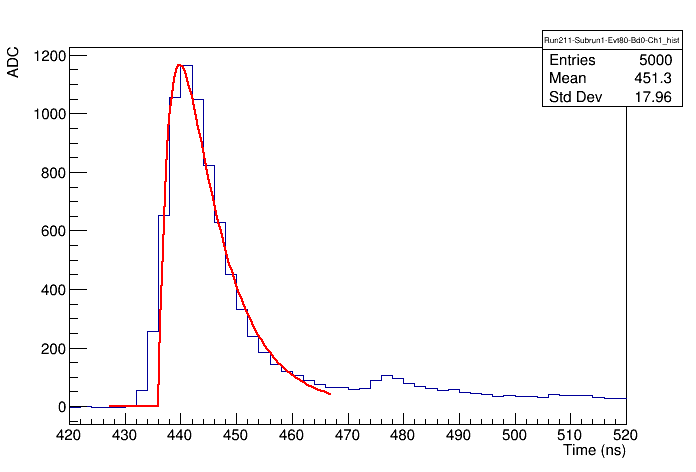 Run211-Subrun1-Evt80-Bd0-Ch1_hist
Entries 5000
Mean 451.3
Std Dev 17.96
ADC
1200
1000
800
600
400
200
0
420 430 440 450 460 470 480 490 500 510 520
Time (ns)